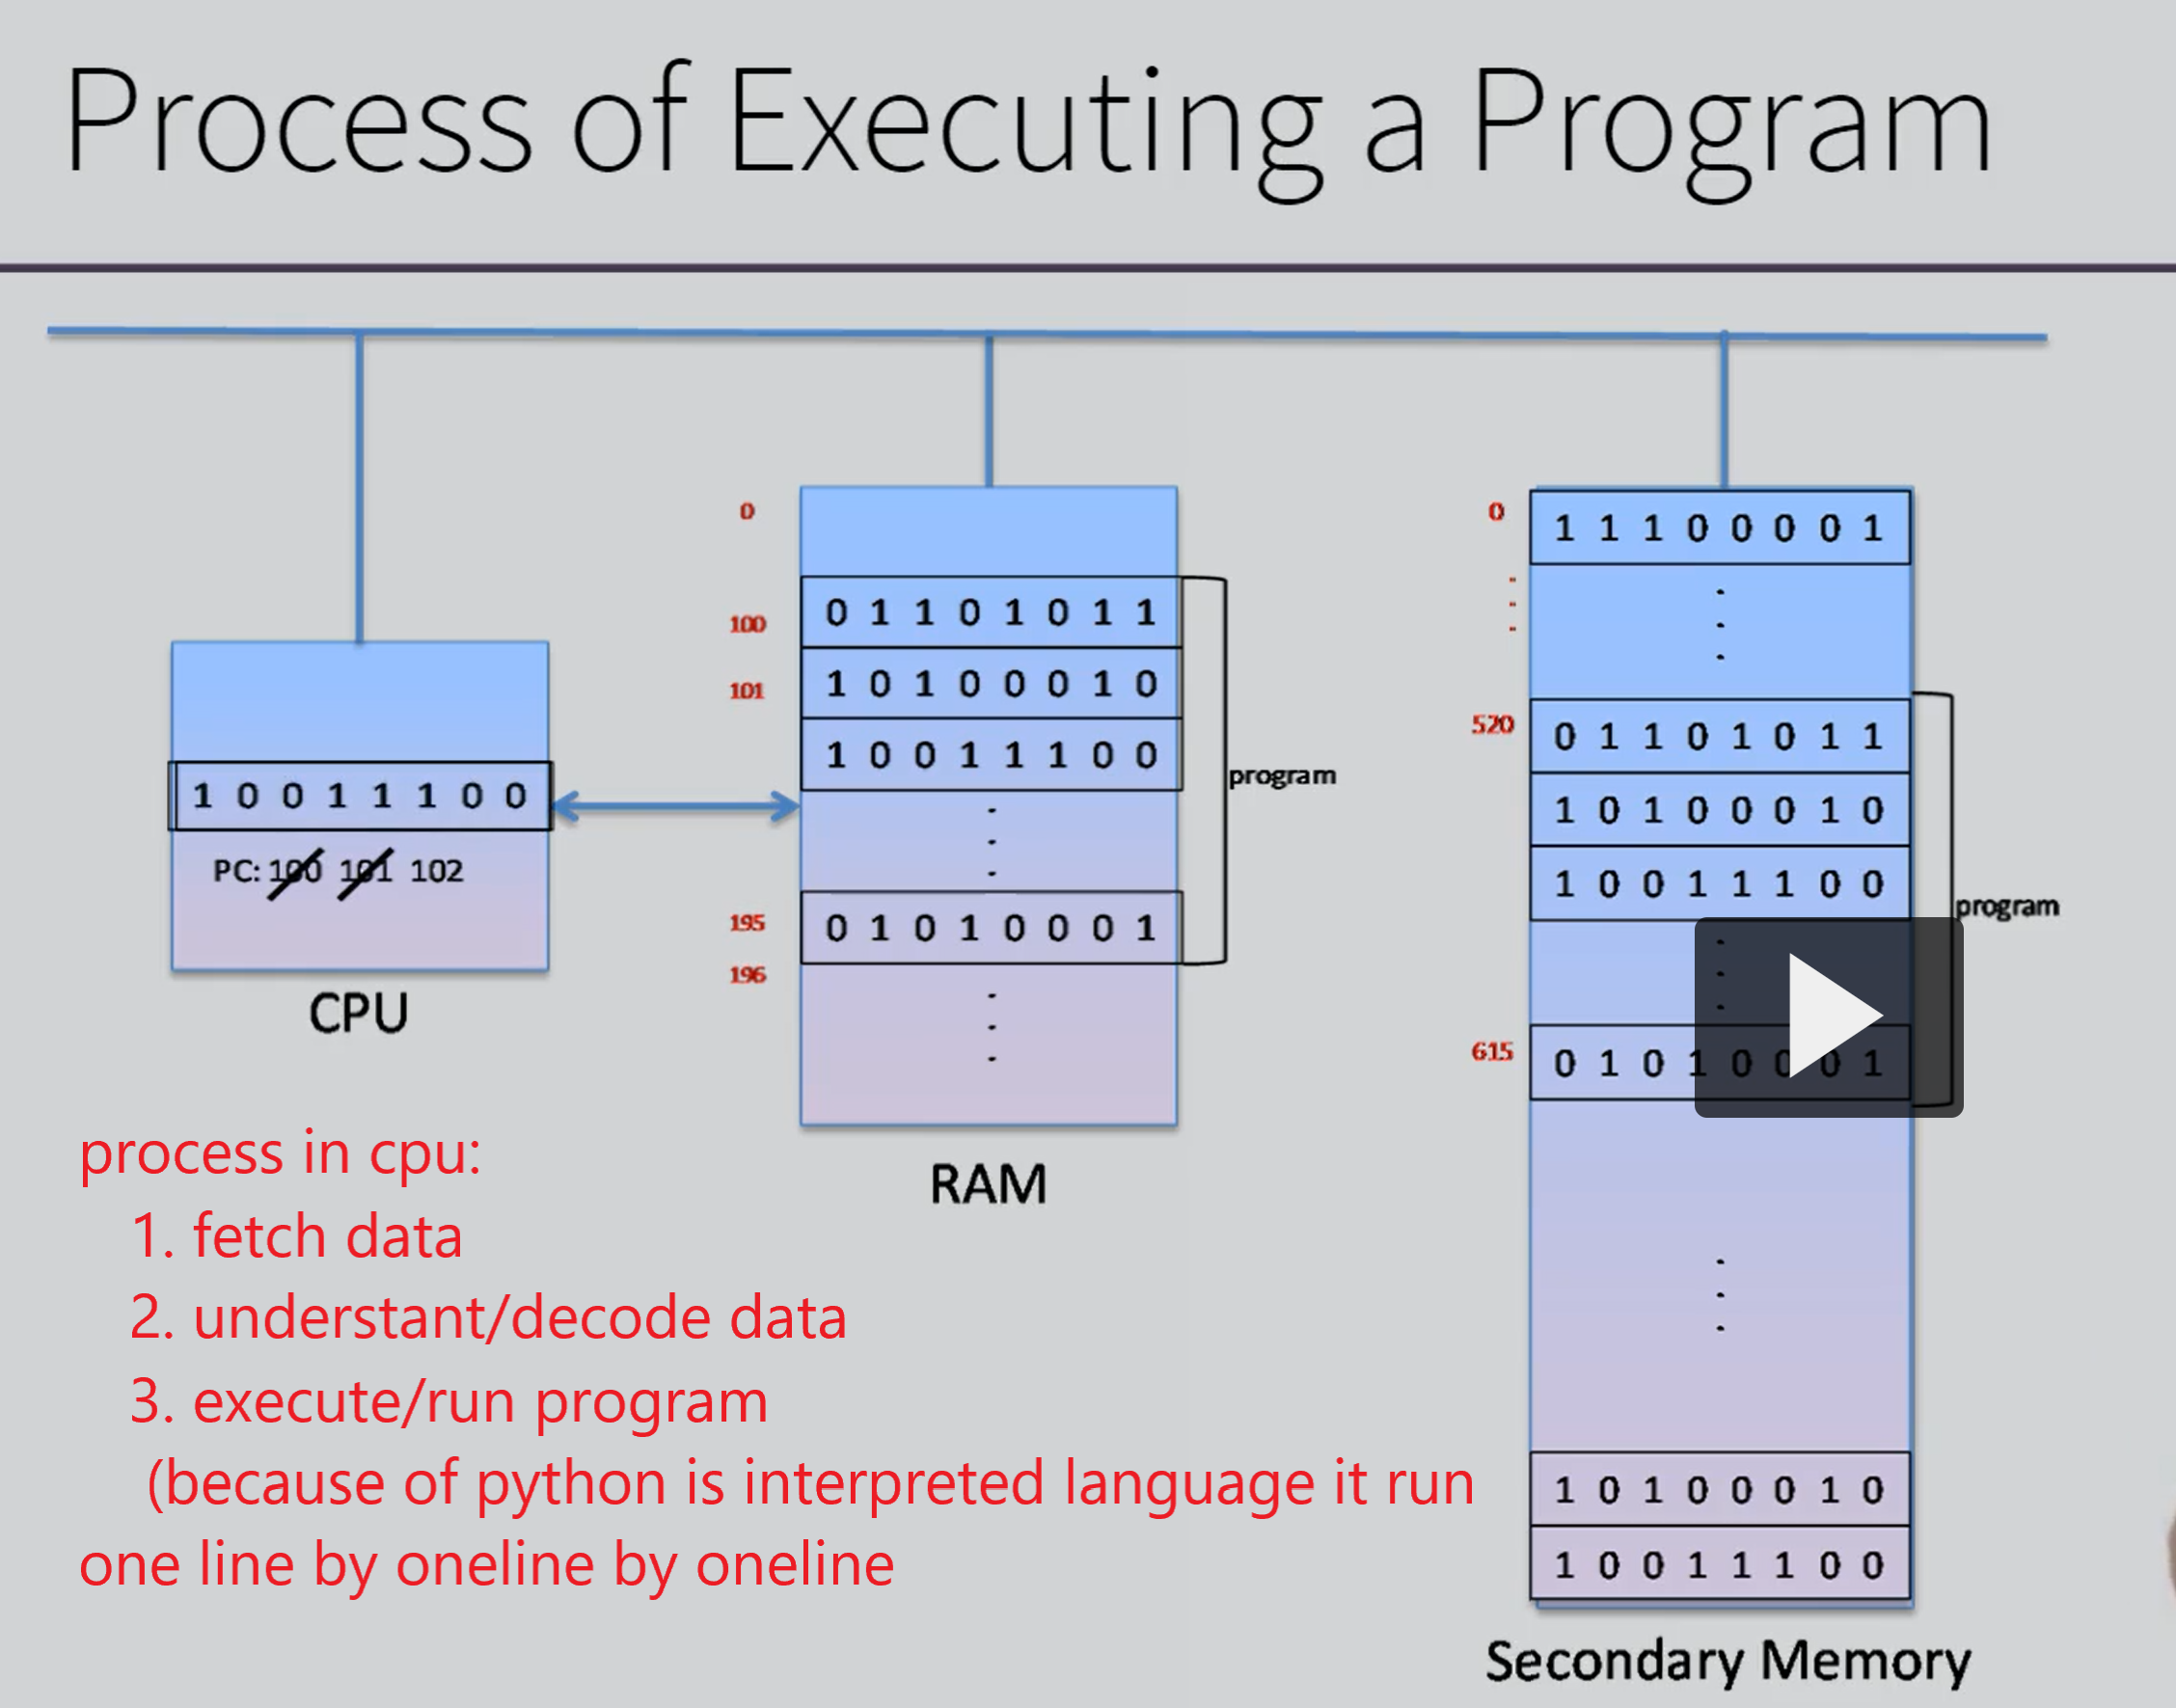 Process of Executing a Program
0
0 1 1 0 1 0 1 1
100
1 0 1 0 0 0 1 0
101
1 0 0 1 1 1 0 0
program
0 1 0 1 0 0 0 1
195
196
RAM
1 0 0 1 1 1 0 0
PC: 100 101 102
CPU
0
1 1 1 0 0 0 0 1
520
0 1 1 0 1 0 1 1
1 0 1 0 0 0 1 0
1 0 0 1 1 1 0 0
program
615
0 1 0 1 0 0 0 1
1 0 1 0 0 0 1 0
1 0 0 1 1 1 0 0
Secondary Memory
process in cpu:
1. fetch data
2. understant/decode data
3. execute/run program
(because of python is interpreted language it run
one line by oneline by oneline